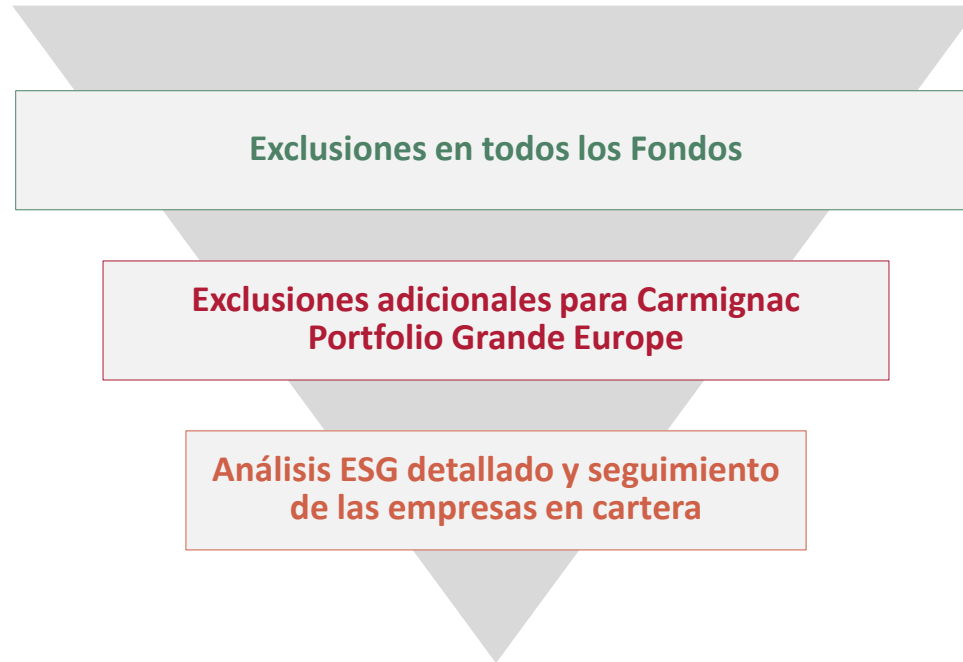 Exclusiones en todos los Fondos
Exclusiones adicionales para Carmignac
Portfolio Grande Europe
Análisis ESG detallado y seguimiento
de las empresas en cartera